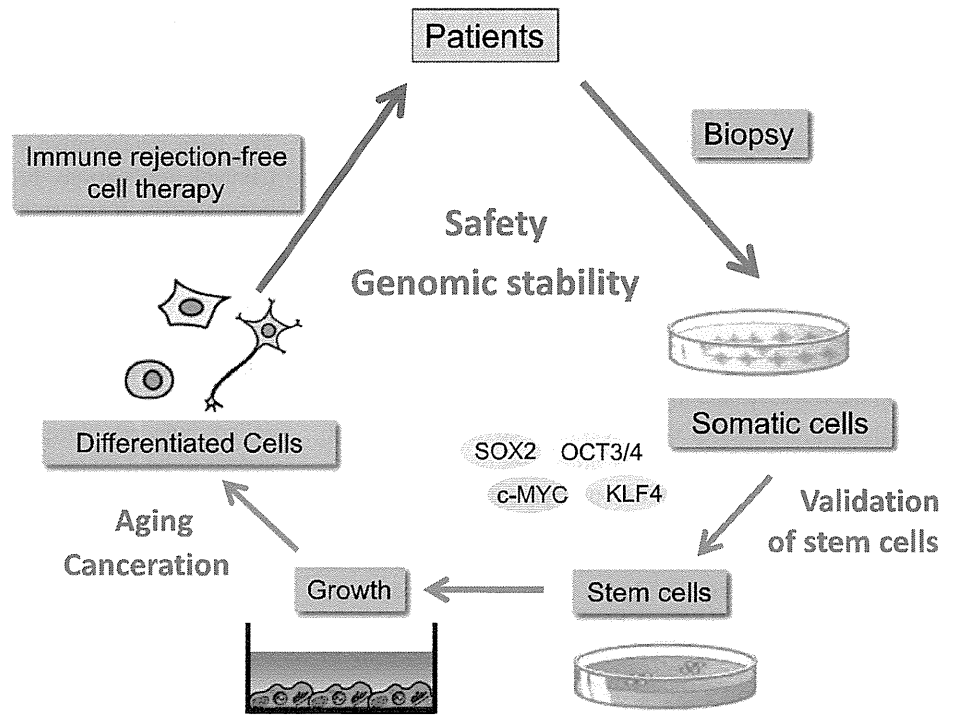 Patients
Biopsy
Immune rejection-free
cell therapy
Safety
Genomic stability
Somatic cells
Differentiated Cells
SOX2 OCT3/4
c-MYC KLF4
Validation
of stem cells
Aging
Canceration
Growth
Stem cells